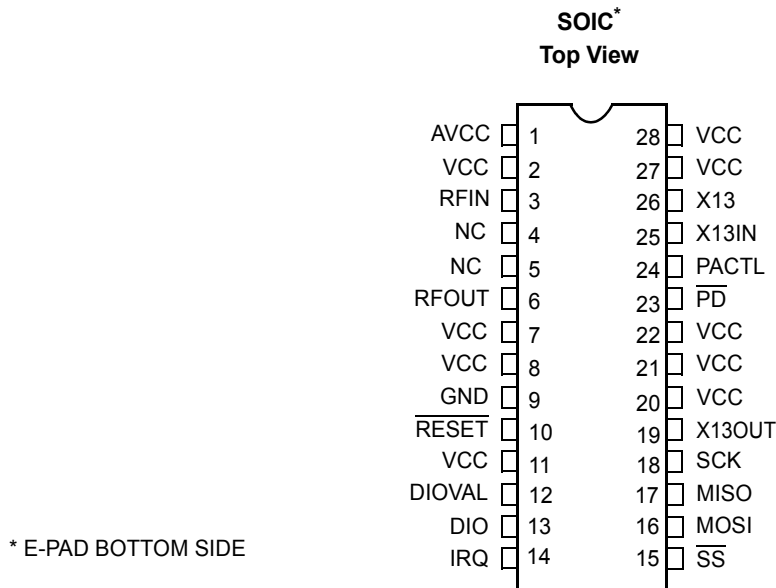 SOIC*
Top View
AVCC 1 28 VCC
VCC 2 27 VCC
RFIN 3 26 X13
NC 4 25 X13IN
NC 5 24 PACTL
RFOUT 6 23 P̅D̅
VCC 7 22 VCC
VCC 8 21 VCC
GND 9 20 VCC
R̅E̅S̅E̅T̅ 10 19 X13OUT
VCC 11 18 SCK
DIOVAL 12 17 MISO
DIO 13 16 MOSI
IRQ 14 15 S̅S̅
* E-PAD BOTTOM SIDE